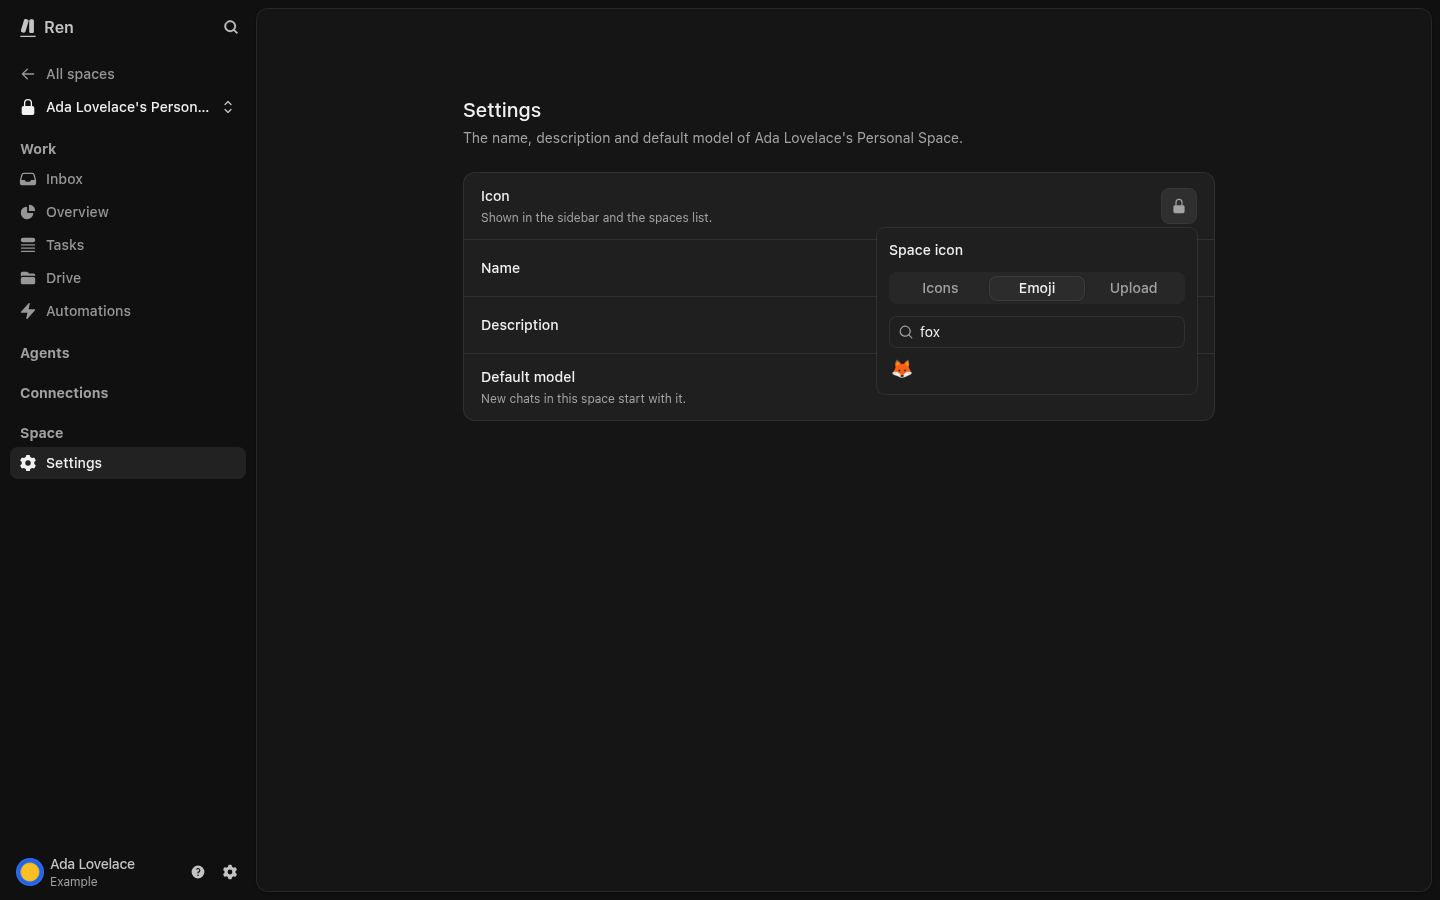 Ren
All spaces
Ada Lovelace's Person...
Work
Inbox
Overview
Tasks
Drive
Automations
Agents
Connections
Space
Settings
Ada Lovelace
Example
Settings
The name, description and default model of Ada Lovelace's Personal Space.
Icon
Shown in the sidebar and the spaces list.
Name
Description
Default model
New chats in this space start with it.
Space icon
Icons Emoji Upload
fox